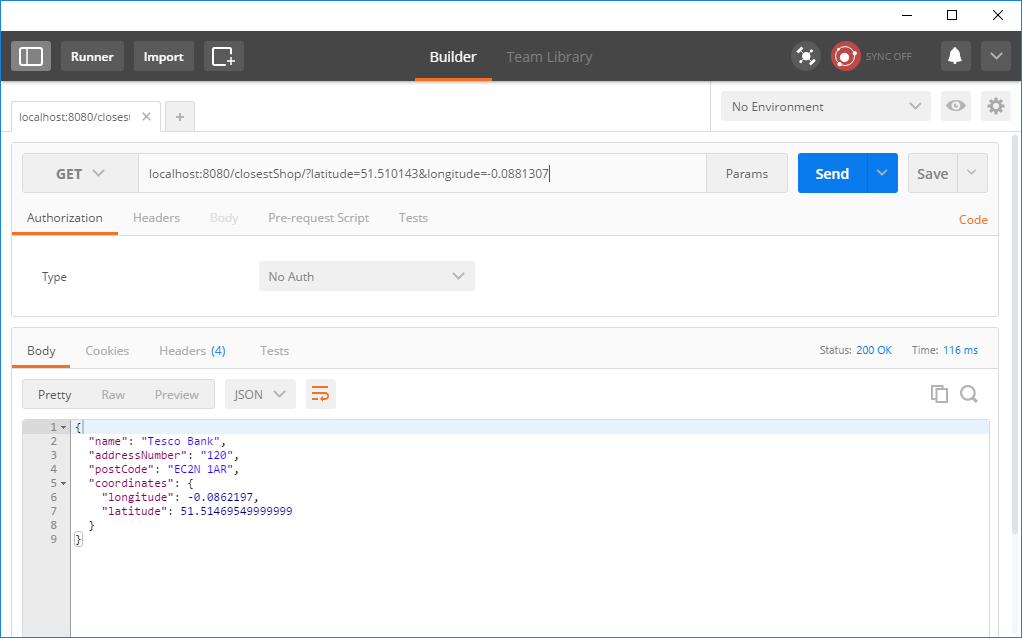 Runner Import Builder Team Library SYNC OFF
localhost:8080/closest + No Environment
GET localhost:8080/closestShop/?latitude=51.510143&longitude=-0.0881307 Params Send Save
Authorization Headers Body Pre-request Script Tests Code
Type No Auth
Body Cookies Headers (4) Tests Status: 200 OK Time: 116 ms
Pretty Raw Preview JSON
1 {
2 "name": "Tesco Bank",
3 "addressNumber": "120",
4 "postCode": "EC2N 1AR",
5 "coordinates": {
6 "longitude": -0.0862197,
7 "latitude": 51.51469549999999
8 }
9 }